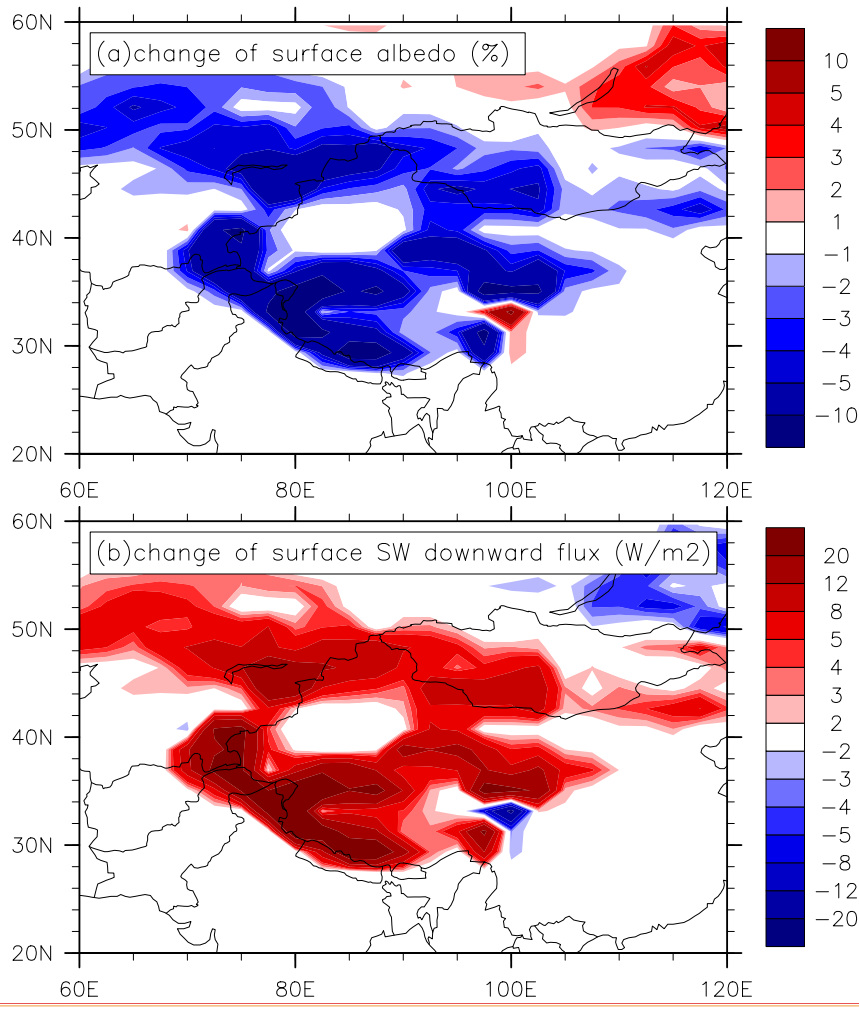 60N
(a)change of surface albedo (%)
50N
40N
30N
20N
60E 80E 100E 120E
10
5
4
3
2
1
−1
−2
−3
−4
−5
−10
60N
(b)change of surface SW downward flux (W/m2)
50N
40N
30N
20N
60E 80E 100E 120E
20
12
8
5
4
3
2
−2
−3
−4
−5
−8
−12
−20